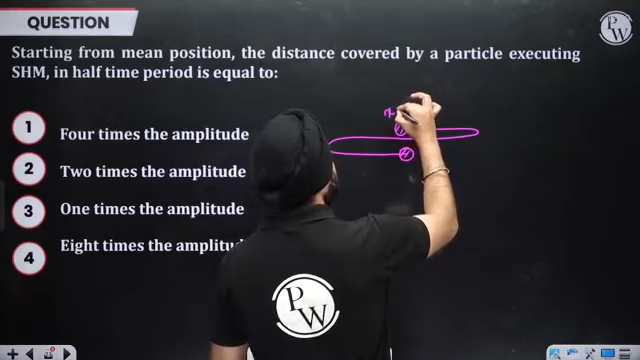 QUESTION
Starting from mean position, the distance covered by a particle executing
SHM, in half time period is equal to:
1 Four times the amplitude
2 Two times the amplitude
3 One times the amplitude
4 Eight times the
P
W